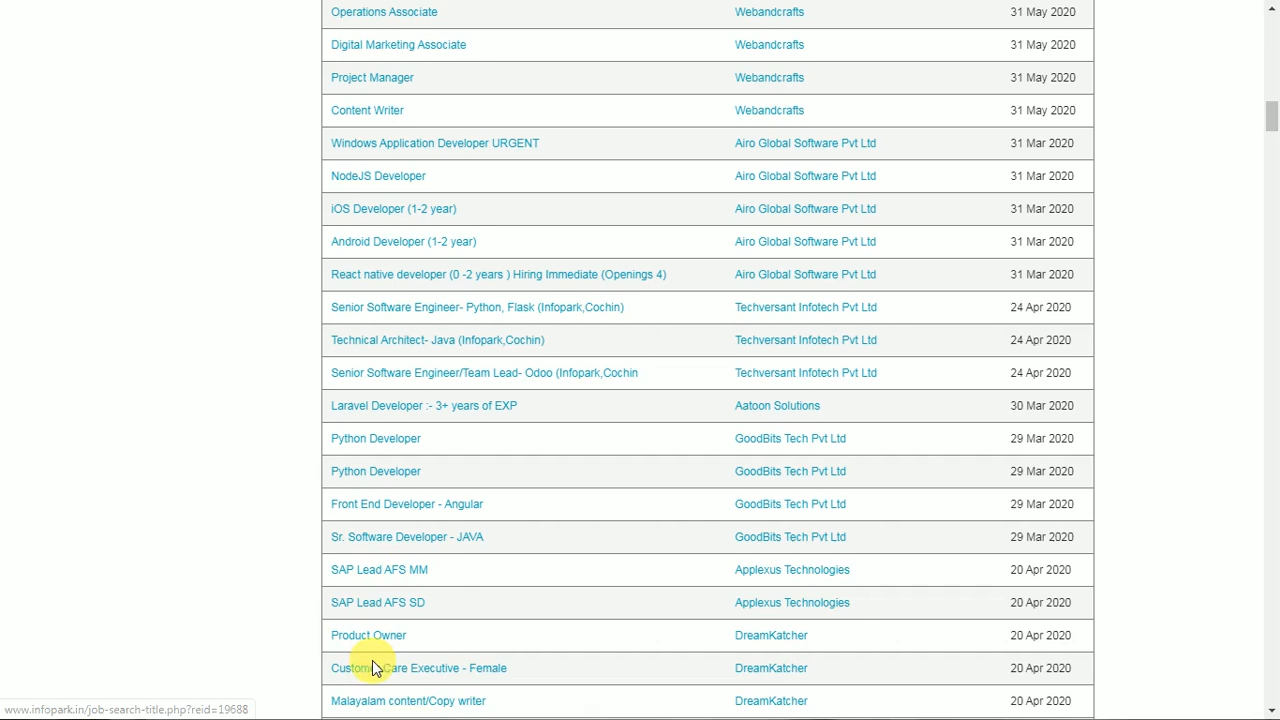 Operations Associate Webandcrafts 31 May 2020
Digital Marketing Associate Webandcrafts 31 May 2020
Project Manager Webandcrafts 31 May 2020
Content Writer Webandcrafts 31 May 2020
Windows Application Developer URGENT Airo Global Software Pvt Ltd 31 Mar 2020
NodeJS Developer Airo Global Software Pvt Ltd 31 Mar 2020
iOS Developer (1-2 year) Airo Global Software Pvt Ltd 31 Mar 2020
Android Developer (1-2 year) Airo Global Software Pvt Ltd 31 Mar 2020
React native developer (0 -2 years ) Hiring Immediate (Openings 4) Airo Global Software Pvt Ltd 31 Mar 2020
Senior Software Engineer- Python, Flask (Infopark,Cochin) Techversant Infotech Pvt Ltd 24 Apr 2020
Technical Architect- Java (Infopark,Cochin) Techversant Infotech Pvt Ltd 24 Apr 2020
Senior Software Engineer/Team Lead- Odoo (Infopark,Cochin Techversant Infotech Pvt Ltd 24 Apr 2020
Laravel Developer :- 3+ years of EXP Aatoon Solutions 30 Mar 2020
Python Developer GoodBits Tech Pvt Ltd 29 Mar 2020
Python Developer GoodBits Tech Pvt Ltd 29 Mar 2020
Front End Developer - Angular GoodBits Tech Pvt Ltd 29 Mar 2020
Sr. Software Developer - JAVA GoodBits Tech Pvt Ltd 29 Mar 2020
SAP Lead AFS MM Applexus Technologies 20 Apr 2020
SAP Lead AFS SD Applexus Technologies 20 Apr 2020
Product Owner DreamKatcher 20 Apr 2020
Customer Care Executive - Female DreamKatcher 20 Apr 2020
Malayalam content/Copy writer DreamKatcher 20 Apr 2020
www.infopark.in/job-search-title.php?reid=19688